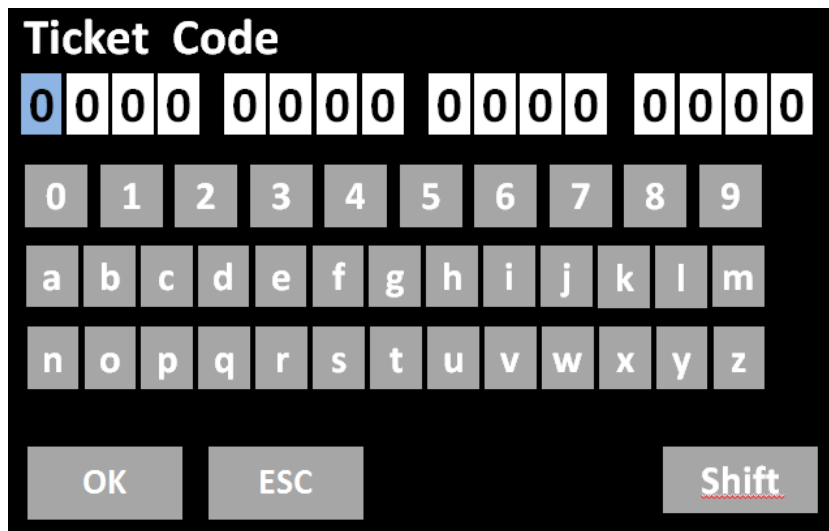 Ticket Code
0000 0000 0000 0000
0 1 2 3 4 5 6 7 8 9
a b c d e f g h i j k l m
n o p q r s t u v w x y z
OK ESC Shift